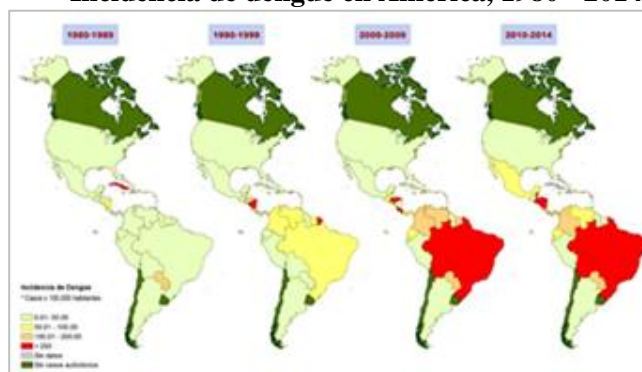 Incidencia de dengue en América, 1980 - 2014
1980-1989
1990-1999
2000-2009
2010-2014
Incidencia de Dengue
* Casos x 100.000 habitantes
0.01- 50.00
50.01 - 100.00
100.01 - 200.00
> 200
Sin datos
Sin casos autóctonos